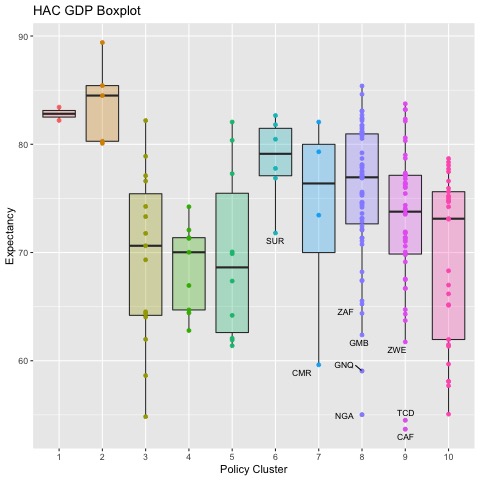 HAC GDP Boxplot
90
80
70
60
Expectancy
SUR
CMR
ZAF
GMB
GNQ
NGA
ZWE
TCD
CAF
1 2 3 4 5 6 7 8 9 10
Policy Cluster